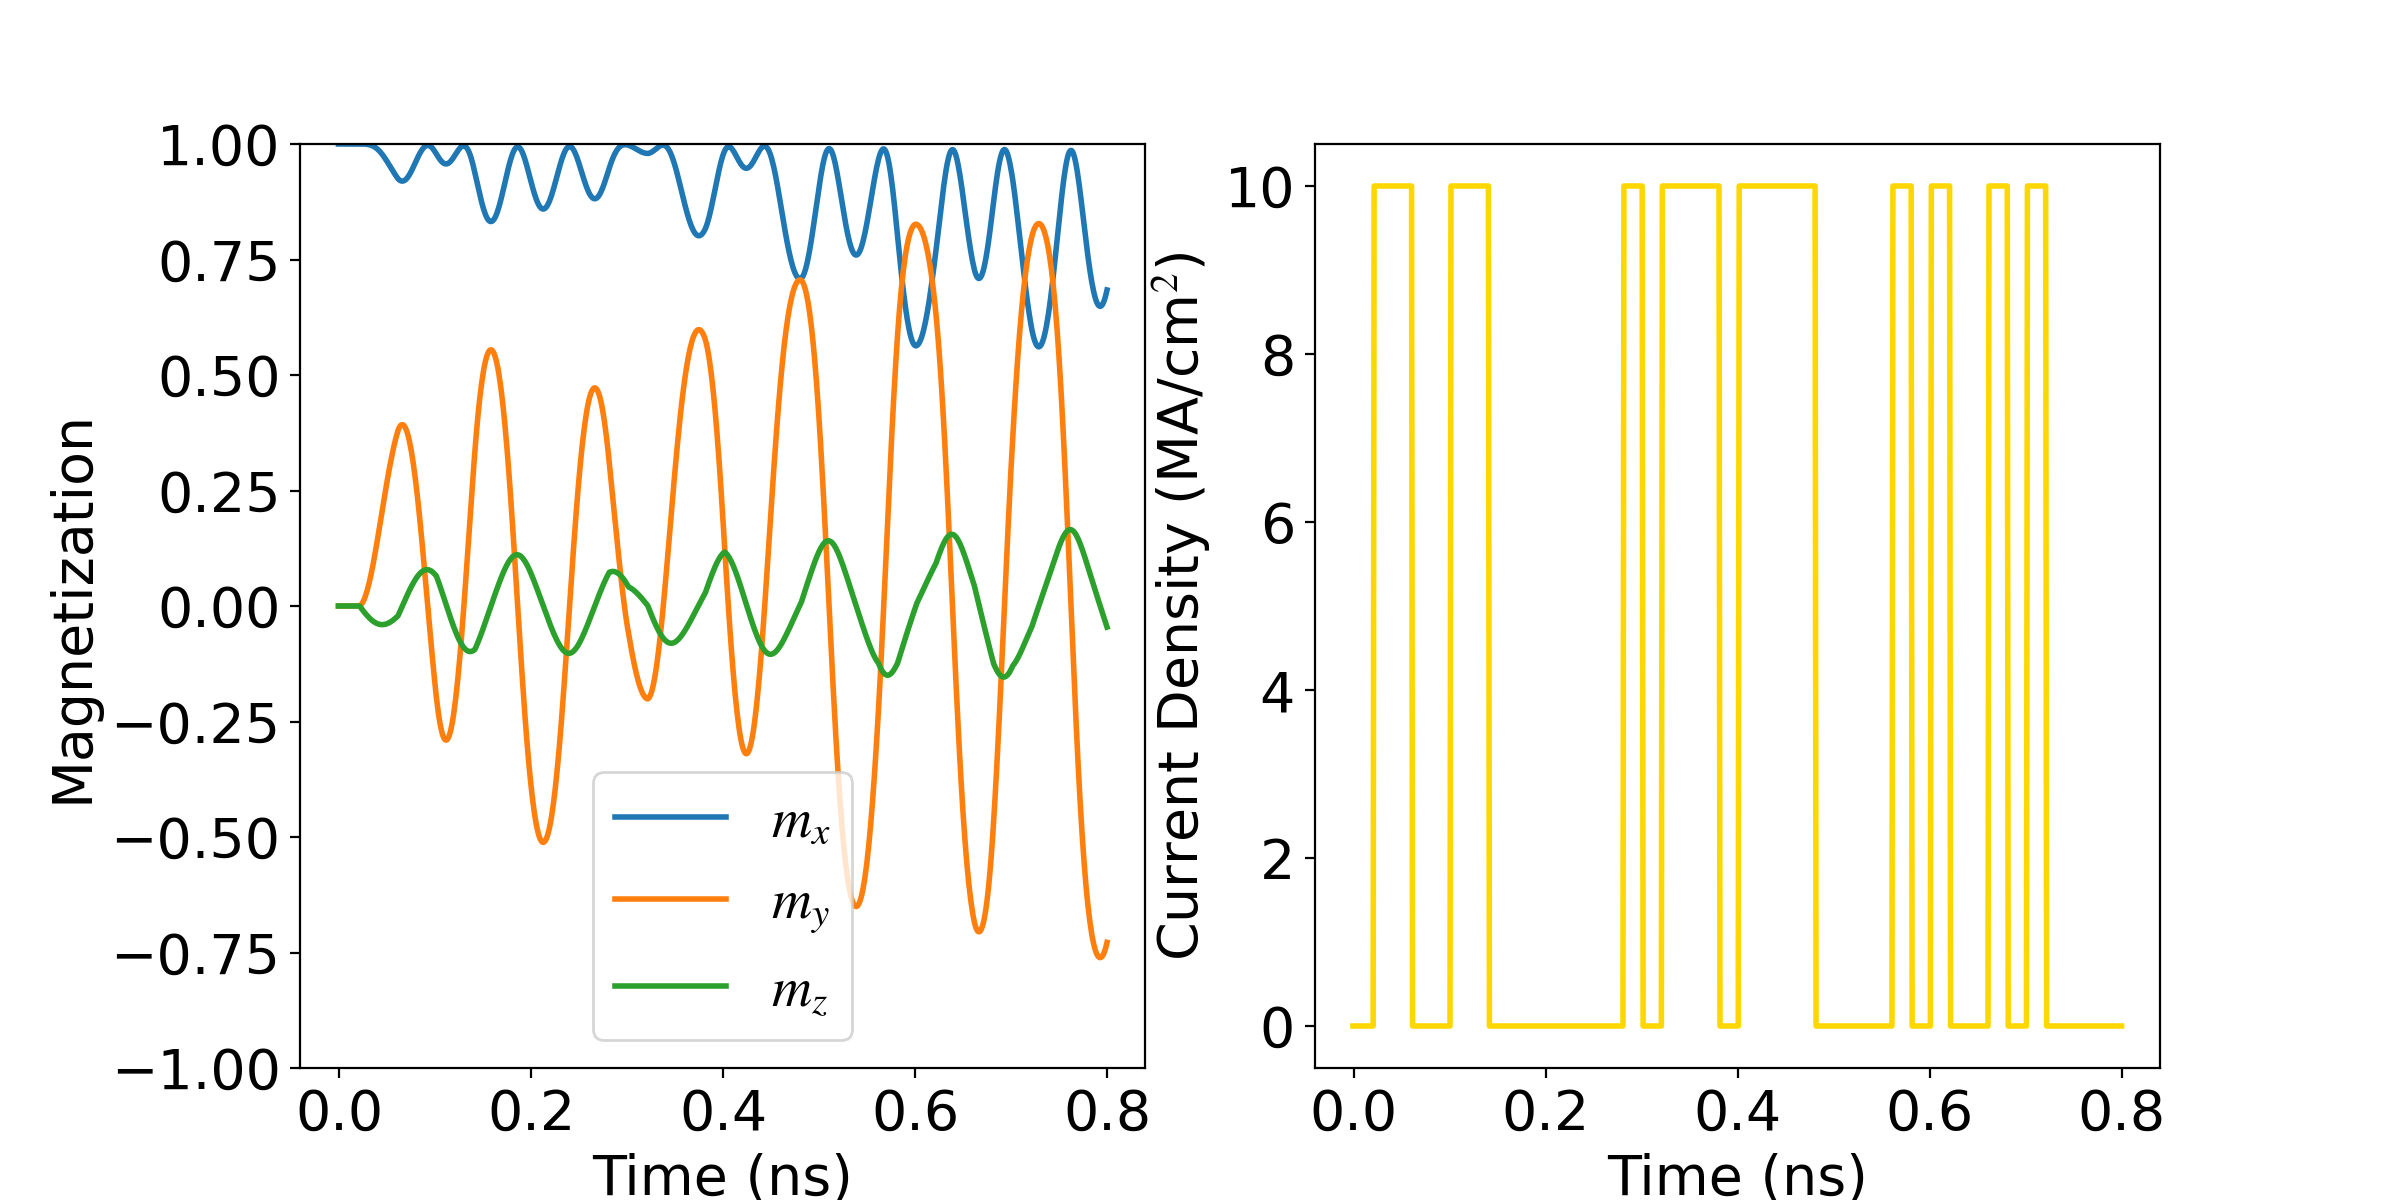 1.00
0.75
0.50
0.25
0.00
−0.25
−0.50
−0.75
−1.00
Magnetization
0.0 0.2 0.4 0.6 0.8
Time (ns)
m_x
m_y
m_z
10
8
6
4
2
0
Current Density (MA/cm²)
0.0 0.2 0.4 0.6 0.8
Time (ns)